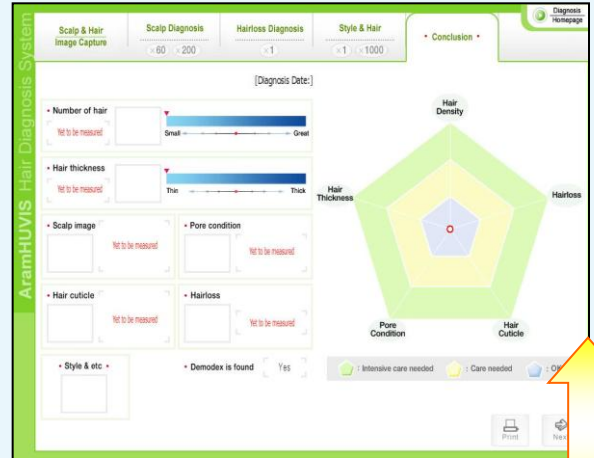 AramHUVIS Hair Diagnosis System
Scalp & Hair
Image Capture
Scalp Diagnosis
×60 ×200
Hairloss Diagnosis
×1
Style & Hair
×1 ×1000
• Conclusion •
Diagnosis
Homepage
[Diagnosis Date:]
• Number of hair
Yet to be measured
Small
Great
• Hair thickness
Yet to be measured
Thin
Thick
• Scalp image
Yet to be measured
• Pore condition
Yet to be measured
• Hair cuticle
Yet to be measured
• Hairloss
Yet to be measured
• Style & etc •
• Demodex is found
Yes
Hair
Density
Hair
Thickness
Hairloss
Pore
Condition
Hair
Cuticle
: Intensive care needed
: Care needed
Print